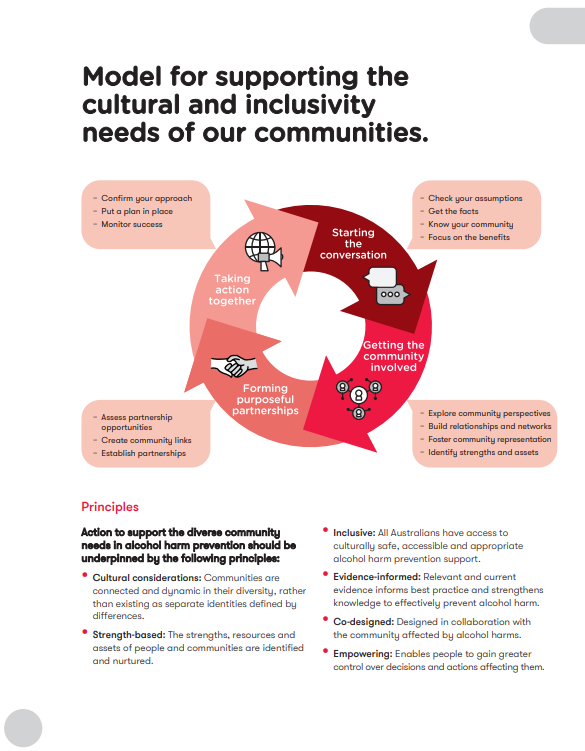 Model for supporting the
cultural and inclusivity
needs of our communities.
– Confirm your approach
– Put a plan in place
– Monitor success
– Check your assumptions
– Get the facts
– Know your community
– Focus on the benefits
Starting
the
conversation
Taking
action
together
Getting the
community
involved
Forming
purposeful
partnerships
– Assess partnership
opportunities
– Create community links
– Establish partnerships
– Explore community perspectives
– Build relationships and networks
– Foster community representation
– Identify strengths and assets
Principles
Action to support the diverse community
needs in alcohol harm prevention should be
underpinned by the following principles:
• Cultural considerations: Communities are
connected and dynamic in their diversity, rather
than existing as separate identities defined by
differences.
• Strength-based: The strengths, resources and
assets of people and communities are identified
and nurtured.
• Inclusive: All Australians have access to
culturally safe, accessible and appropriate
alcohol harm prevention support.
• Evidence-informed: Relevant and current
evidence informs best practice and strengthens
knowledge to effectively prevent alcohol harm.
• Co-designed: Designed in collaboration with
the community affected by alcohol harms.
• Empowering: Enables people to gain greater
control over decisions and actions affecting them.